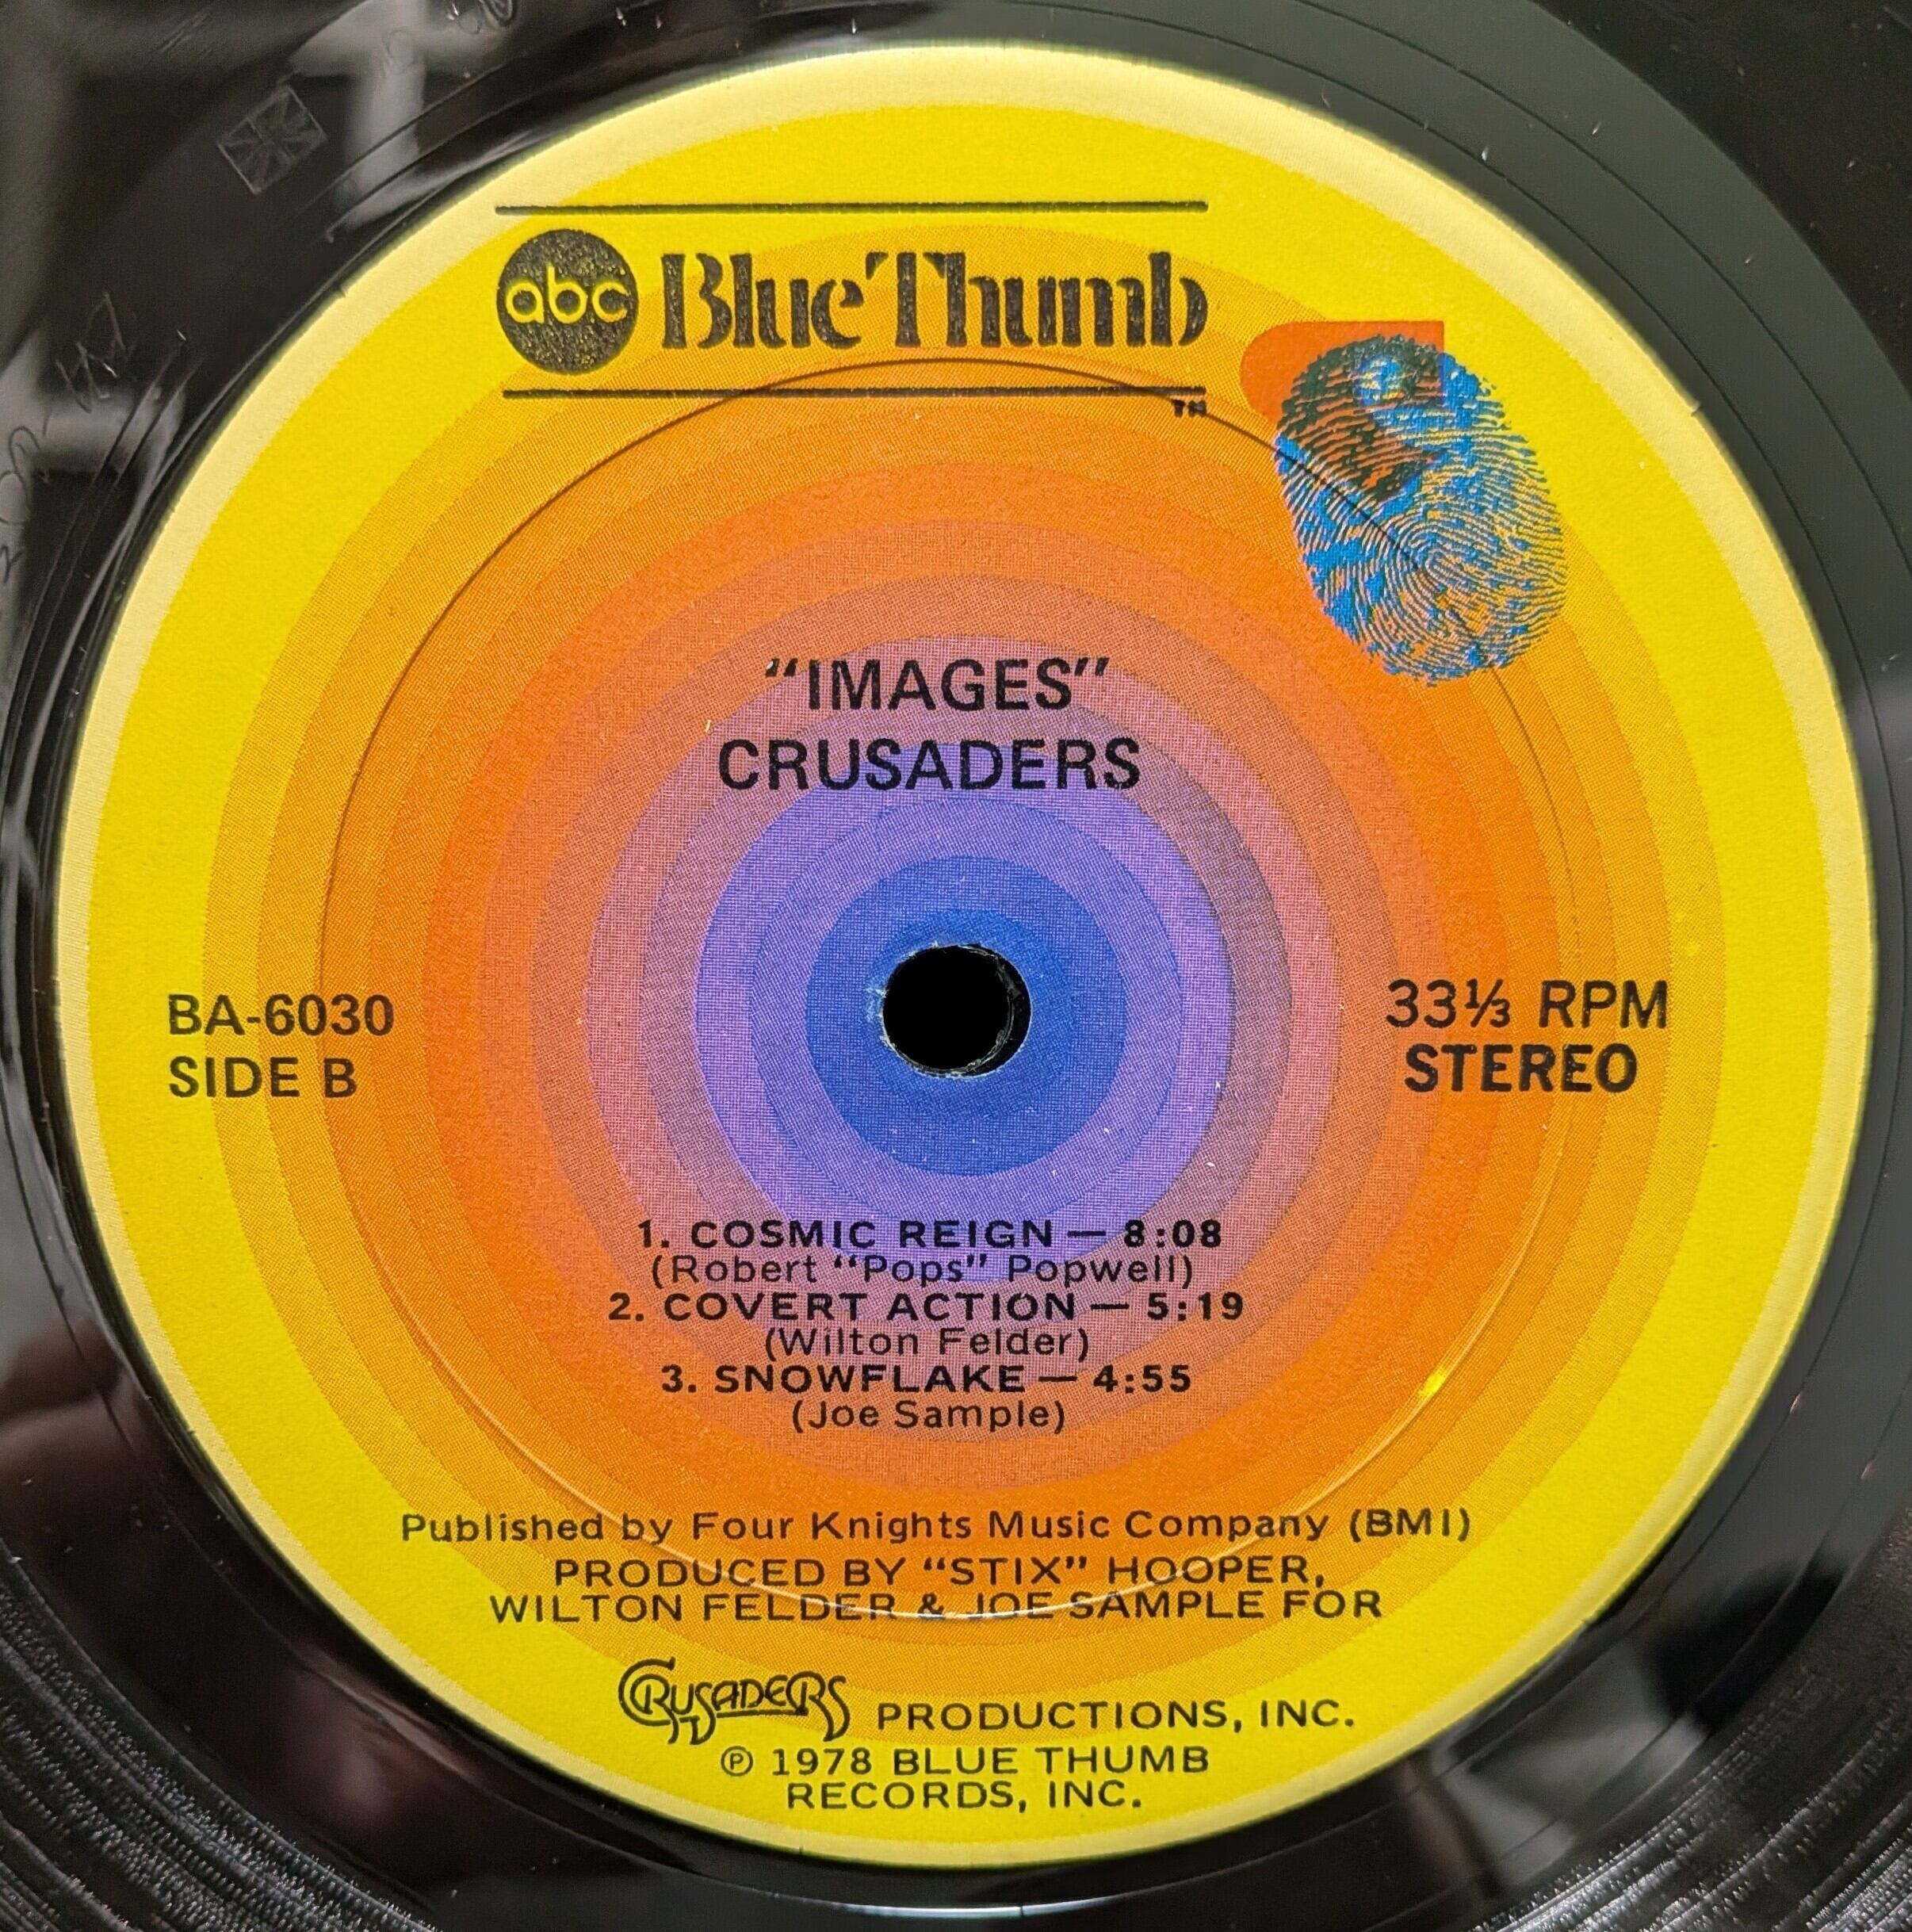 abc Blue Thumb
TM
"IMAGES"
CRUSADERS
BA-6030
SIDE B
33⅓ RPM
STEREO
1. COSMIC REIGN — 8:08
(Robert "Pops" Popwell)
2. COVERT ACTION — 5:19
(Wilton Felder)
3. SNOWFLAKE — 4:55
(Joe Sample)
Published by Four Knights Music Company (BMI)
PRODUCED BY "STIX" HOOPER,
WILTON FELDER & JOE SAMPLE FOR
CRUSADERS PRODUCTIONS, INC.
℗ 1978 BLUE THUMB
RECORDS, INC.